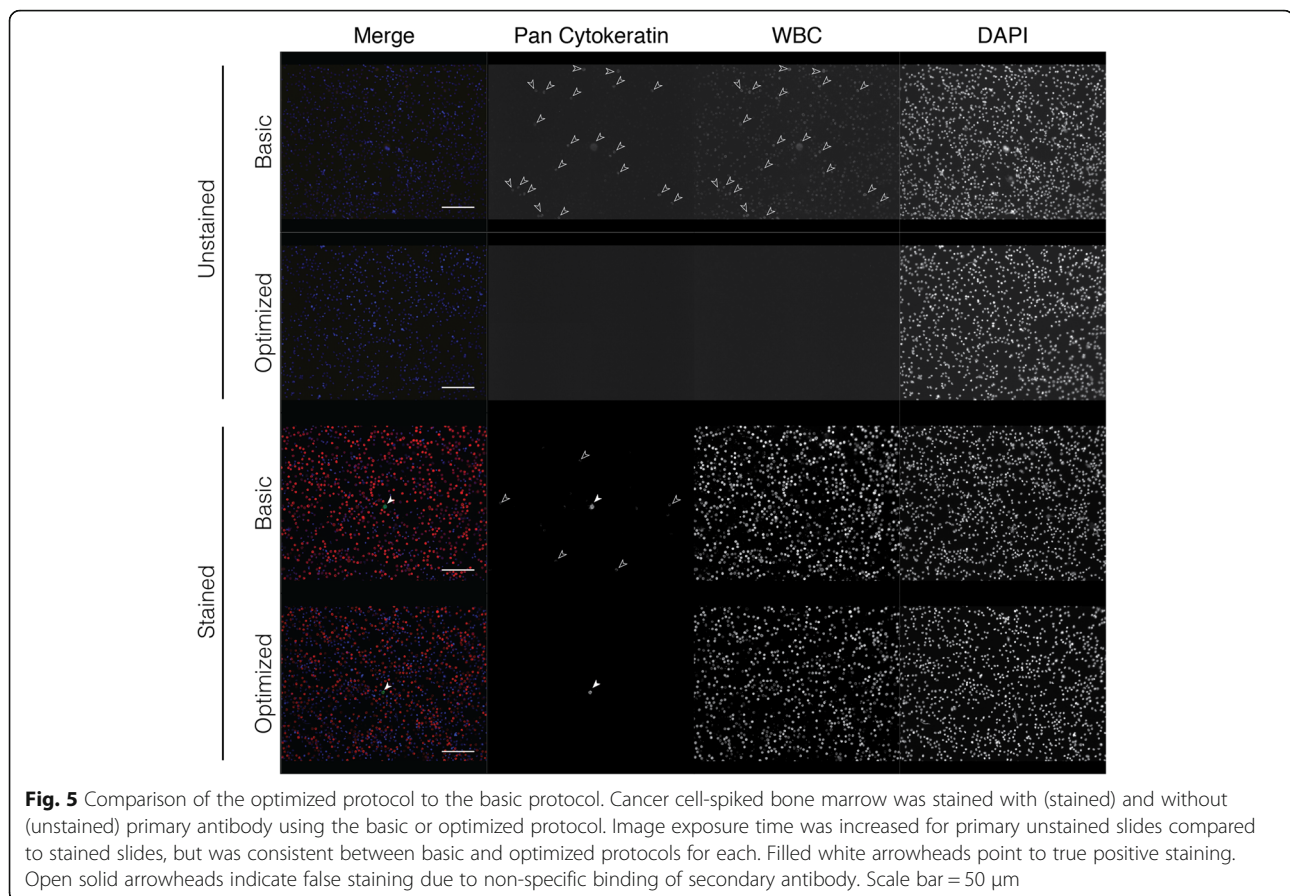 Merge Pan Cytokeratin WBC DAPI
Unstained
Basic
Optimized
Stained
Basic
Optimized
Fig. 5 Comparison of the optimized protocol to the basic protocol. Cancer cell-spiked bone marrow was stained with (stained) and without
(unstained) primary antibody using the basic or optimized protocol. Image exposure time was increased for primary unstained slides compared
to stained slides, but was consistent between basic and optimized protocols for each. Filled white arrowheads point to true positive staining.
Open solid arrowheads indicate false staining due to non-specific binding of secondary antibody. Scale bar = 50 μm